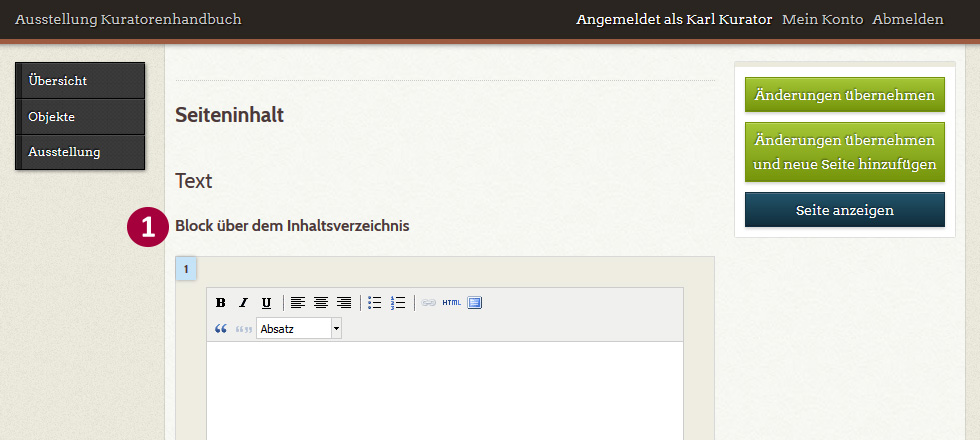 Ausstellung Kuratorenhandbuch
Angemeldet als Karl Kurator Mein Konto Abmelden
Übersicht
Objekte
Ausstellung
Seiteninhalt
Text
1 Block über dem Inhaltsverzeichnis
1
B I U HTML
Absatz
Änderungen übernehmen
Änderungen übernehmen
und neue Seite hinzufügen
Seite anzeigen